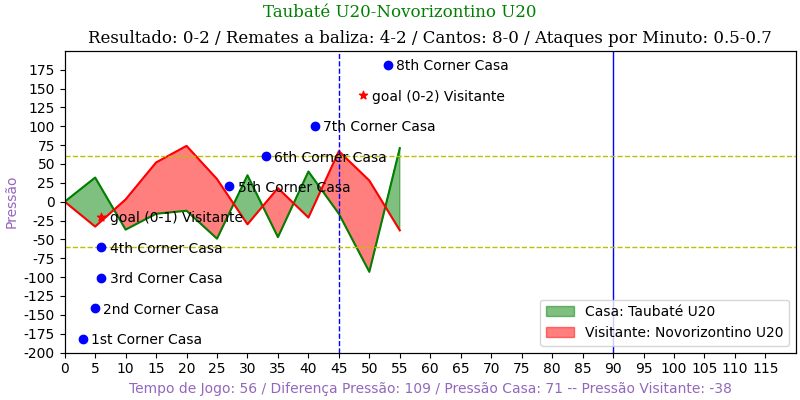 Taubaté U20-Novorizontino U20
Resultado: 0-2 / Remates a baliza: 4-2 / Cantos: 8-0 / Ataques por Minuto: 0.5-0.7
Pressão
175
150
125
100
75
50
25
0
-25
-50
-75
-100
-125
-150
-175
-200
8th Corner Casa
goal (0-2) Visitante
7th Corner Casa
6th Corner Casa
5th Corner Casa
goal (0-1) Visitante
4th Corner Casa
3rd Corner Casa
2nd Corner Casa
1st Corner Casa
Casa: Taubaté U20
Visitante: Novorizontino U20
0 5 10 15 20 25 30 35 40 45 50 55 60 65 70 75 80 85 90 95 100 105 110 115
Tempo de Jogo: 56 / Diferença Pressão: 109 / Pressão Casa: 71 -- Pressão Visitante: -38